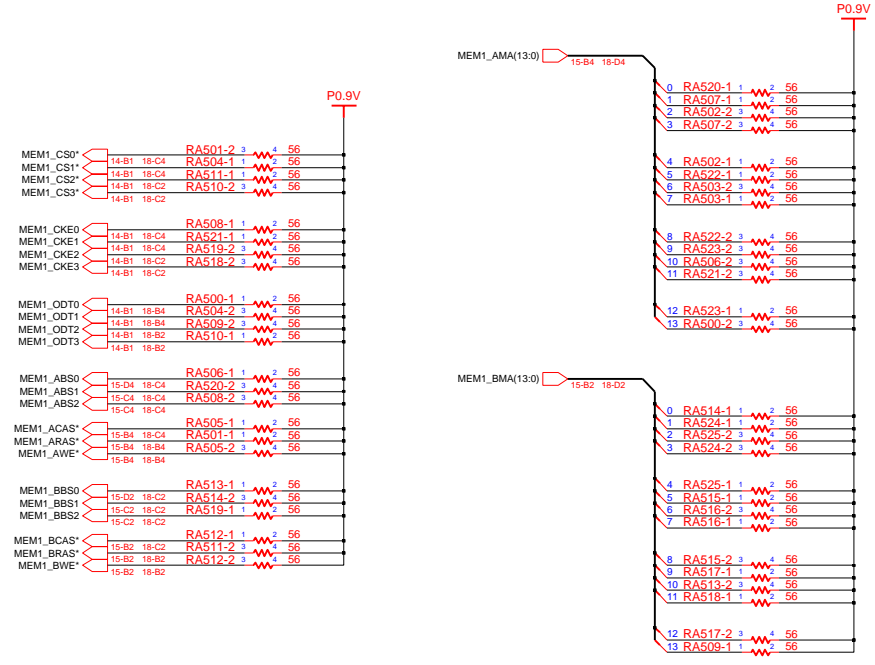 P0.9V
MEM1_CS0* 14-B1 18-C4 RA501-2 3 4 56
MEM1_CS1* 14-B1 18-C4 RA504-1 1 2 56
MEM1_CS2* 14-B1 18-C2 RA511-1 1 2 56
MEM1_CS3* 14-B1 18-C2 RA510-2 3 4 56
MEM1_CKE0 14-B1 18-C4 RA508-1 1 2 56
MEM1_CKE1 14-B1 18-C4 RA521-1 1 2 56
MEM1_CKE2 14-B1 18-C2 RA519-2 3 4 56
MEM1_CKE3 14-B1 18-C2 RA518-2 3 4 56
MEM1_ODT0 14-B1 18-B4 RA500-1 1 2 56
MEM1_ODT1 14-B1 18-B4 RA504-2 3 4 56
MEM1_ODT2 14-B1 18-B2 RA509-2 3 4 56
MEM1_ODT3 14-B1 18-B2 RA510-1 1 2 56
MEM1_ABS0 15-D4 18-C4 RA506-1 1 2 56
MEM1_ABS1 15-C4 18-C4 RA520-2 3 4 56
MEM1_ABS2 15-C4 18-C4 RA508-2 3 4 56
MEM1_ACAS* 15-B4 18-C4 RA505-1 1 2 56
MEM1_ARAS* 15-B4 18-B4 RA501-1 1 2 56
MEM1_AWE* 15-B4 18-B4 RA505-2 3 4 56
MEM1_BBS0 15-D2 18-C2 RA513-1 1 2 56
MEM1_BBS1 15-C2 18-C2 RA514-2 3 4 56
MEM1_BBS2 15-C2 18-C2 RA519-1 1 2 56
MEM1_BCAS* 15-B2 18-C2 RA512-1 1 2 56
MEM1_BRAS* 15-B2 18-B2 RA511-2 3 4 56
MEM1_BWE* 15-B2 18-B2 RA512-2 3 4 56
P0.9V
MEM1_AMA(13:0) 15-B4 18-D4
0 RA520-1 1 2 56
1 RA507-1 1 2 56
2 RA502-2 3 4 56
3 RA507-2 3 4 56
4 RA502-1 1 2 56
5 RA522-1 1 2 56
6 RA503-2 3 4 56
7 RA503-1 1 2 56
8 RA522-2 3 4 56
9 RA523-2 3 4 56
10 RA506-2 3 4 56
11 RA521-2 3 4 56
12 RA523-1 1 2 56
13 RA500-2 3 4 56
MEM1_BMA(13:0) 15-B2 18-D2
0 RA514-1 1 2 56
1 RA524-1 1 2 56
2 RA525-2 3 4 56
3 RA524-2 3 4 56
4 RA525-1 1 2 56
5 RA515-1 1 2 56
6 RA516-2 3 4 56
7 RA516-1 1 2 56
8 RA515-2 3 4 56
9 RA517-1 1 2 56
10 RA513-2 3 4 56
11 RA518-1 1 2 56
12 RA517-2 3 4 56
13 RA509-1 1 2 56